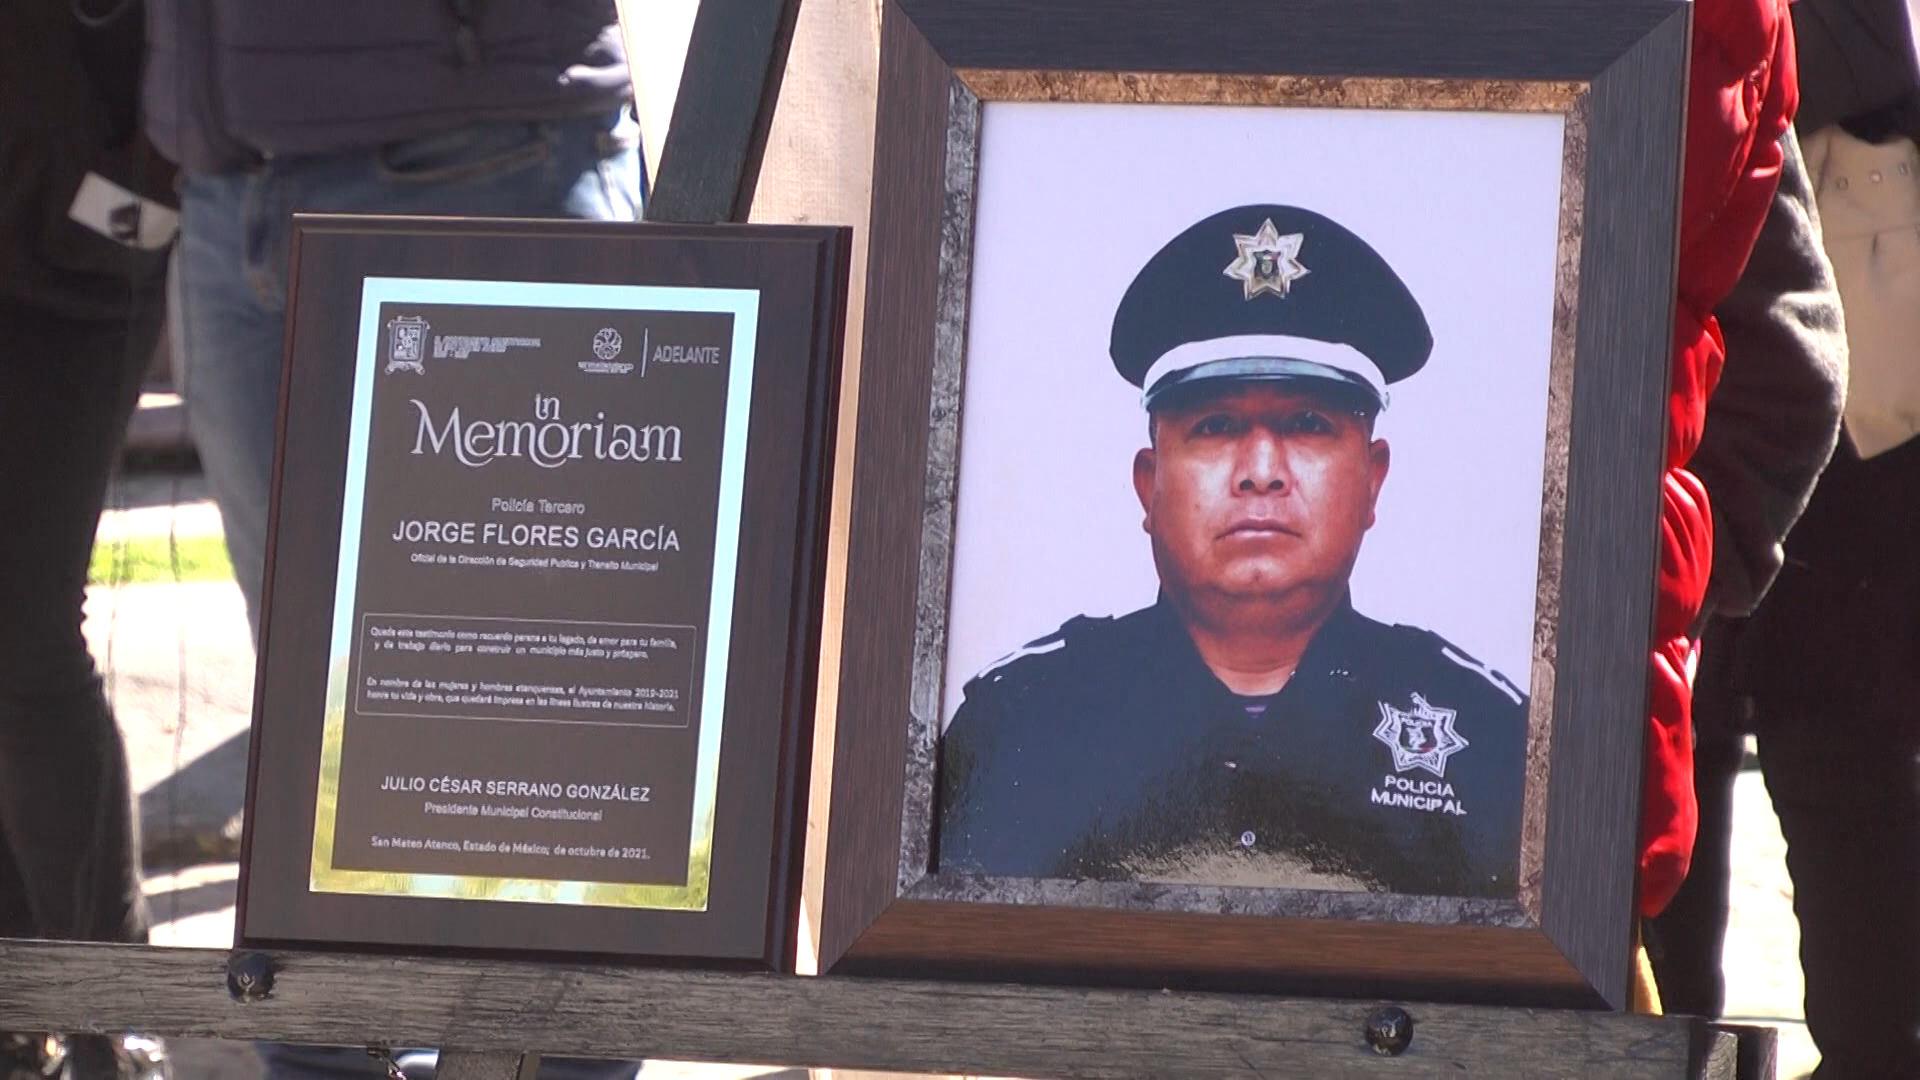 ADELANTE
in
Memoriam
Policía Tercero
JORGE FLORES GARCÍA
Oficial de la Dirección de Seguridad Publica y Transito Municipal
Quede este testimonio como recuerdo perene a tu legado, de amor para tu familia,
y de trabajo diario para construir un municipio más justo y próspero.
En nombre de las mujeres y hombres atenquenses, el Ayuntamiento 2019-2021
honra tu vida y obra, que quedará impresa en las líneas ilustres de nuestra historia.
JULIO CÉSAR SERRANO GONZÁLEZ
Presidente Municipal Constitucional
San Mateo Atenco, Estado de México; de octubre de 2021.
POLICIA
POLICIA
MUNICIPAL